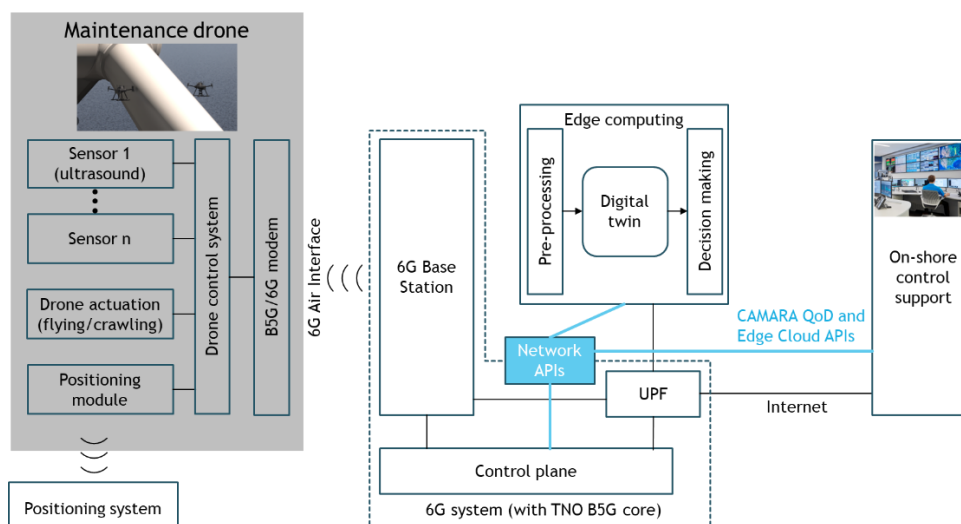 Maintenance drone
Sensor 1
(ultrasound)
Sensor n
Drone actuation
(flying/crawling)
Positioning
module
Drone control system
B5G/6G modem
Positioning system
6G Air Interface
6G Base
Station
Edge computing
Pre-processing
Digital
twin
Decision making
Network
APIs
CAMARA QoD and
Edge Cloud APIs
UPF
Internet
Control plane
6G system (with TNO B5G core)
On-shore
control
support